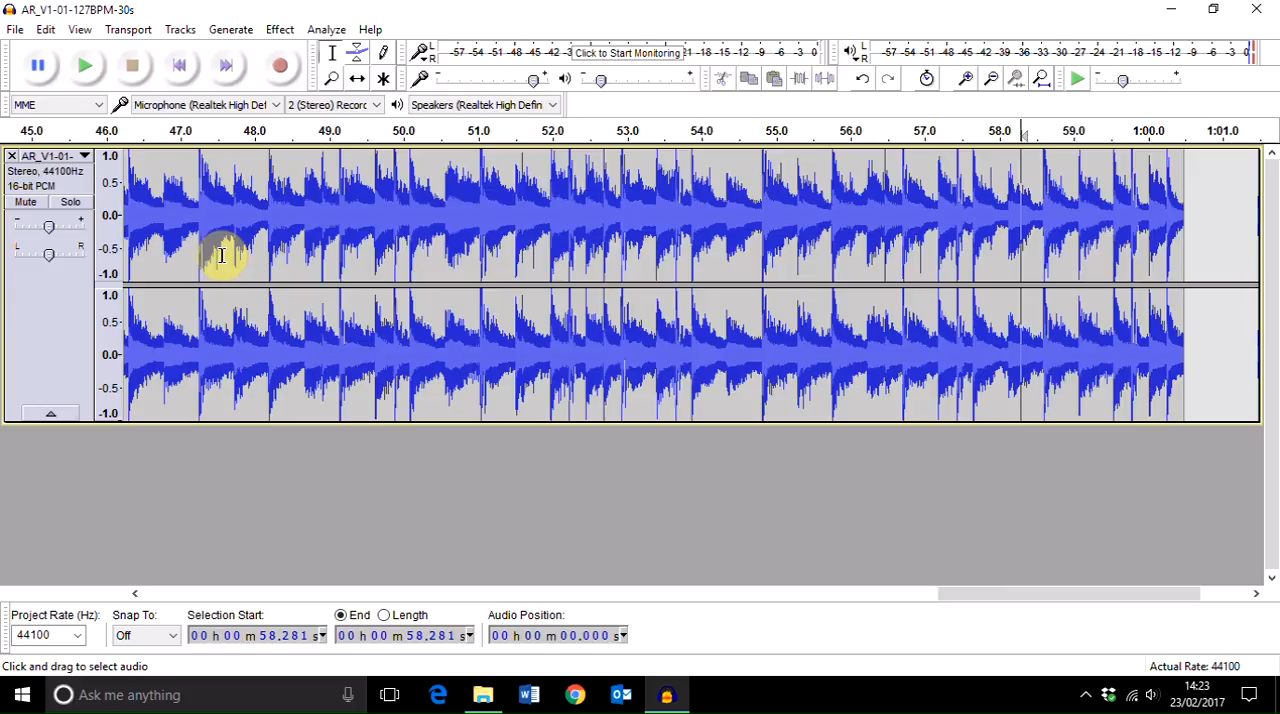 AR_V1-01-127BPM-30s
File Edit View Transport Tracks Generate Effect Analyze Help
L R -57 -54 -51 -48 -45 -42 -3 Click to Start Monitoring 21 -18 -15 -12 -9 -6 -3 0 L R -57 -54 -51 -48 -45 -42 -39 -36 -33 -30 -27 -24 -21 -18 -15 -12 -9 -6 -3 0
- + - + - +
MME Microphone (Realtek High Def 2 (Stereo) Recorc Speakers (Realtek High Defin
45.0 46.0 47.0 48.0 49.0 50.0 51.0 52.0 53.0 54.0 55.0 56.0 57.0 58.0 59.0 1:00.0 1:01.0
AR_V1-01- 1.0
Stereo, 44100Hz
16-bit PCM 0.5
Mute Solo
- + 0.0
L R -0.5
-1.0
1.0
0.5
0.0
-0.5
-1.0
Project Rate (Hz): Snap To: Selection Start: End Length Audio Position:
44100 Off 00 h 00 m 58.281 s 00 h 00 m 58.281 s 00 h 00 m 00.000 s
Click and drag to select audio Actual Rate: 44100
Ask me anything 14:23
23/02/2017